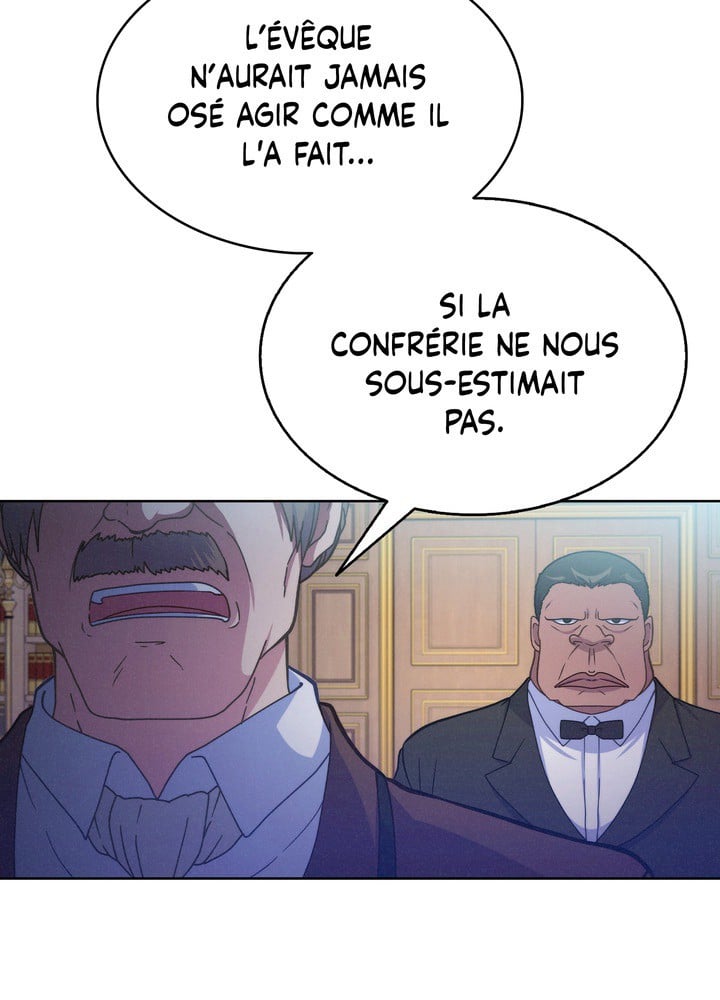 L'ÉVÊQUE
N'AURAIT JAMAIS
OSÉ AGIR COMME IL
L'A FAIT...
SI LA
CONFRÉRIE NE NOUS
SOUS-ESTIMAIT
PAS.